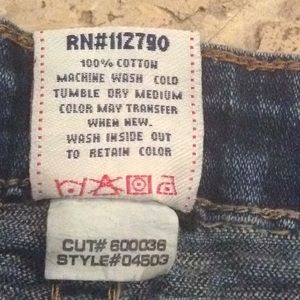 RN#112790
100% COTTON
MACHINE WASH COLD
TUMBLE DRY MEDIUM
COLOR MAY TRANSFER
WHEN NEW.
WASH INSIDE OUT
TO RETAIN COLOR
CUT# 600036
STYLE#04503